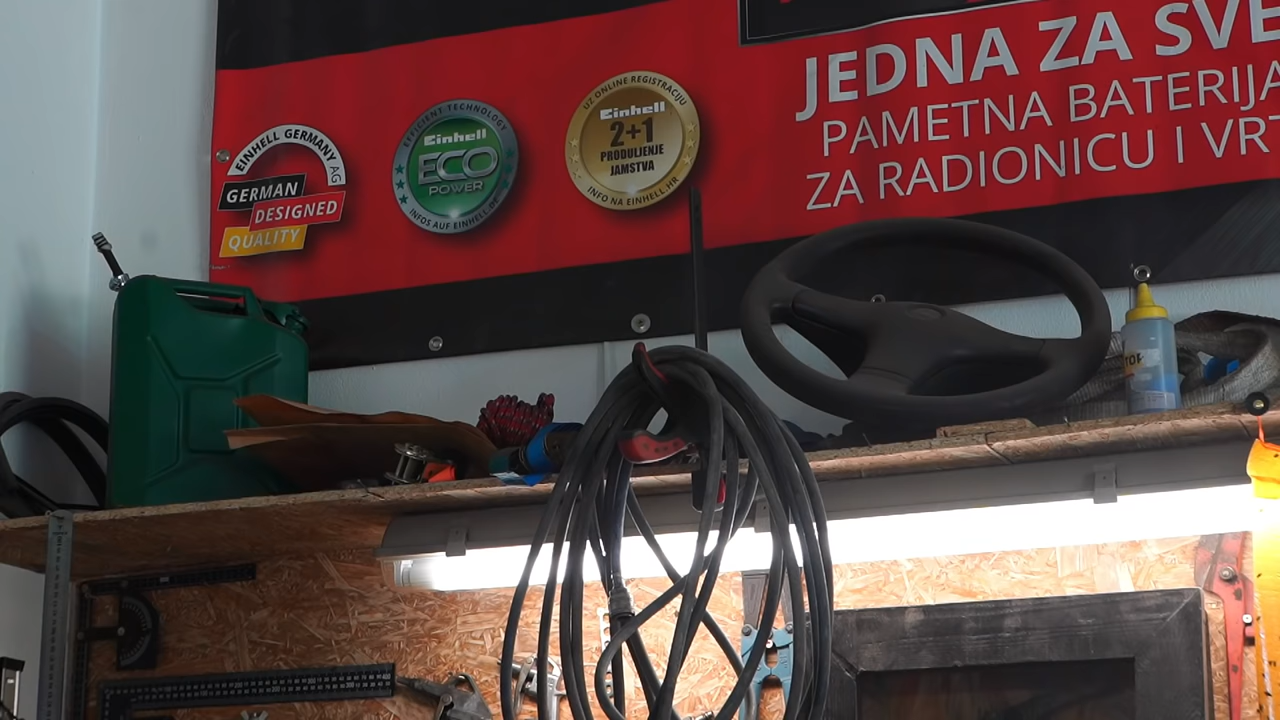 EINHELL GERMANY AG
GERMAN
DESIGNED
QUALITY
EFFICIENT TECHNOLOGY
Einhell
ECO
POWER
INFOS AUF EINHELL.DE
UZ ONLINE REGISTRACIJU
Einhell
2+1
PRODULJENJE
JAMSTVA
INFO NA EINHELL.HR
JEDNA ZA SVE
PAMETNA BATERIJA
ZA RADIONICU I VRT